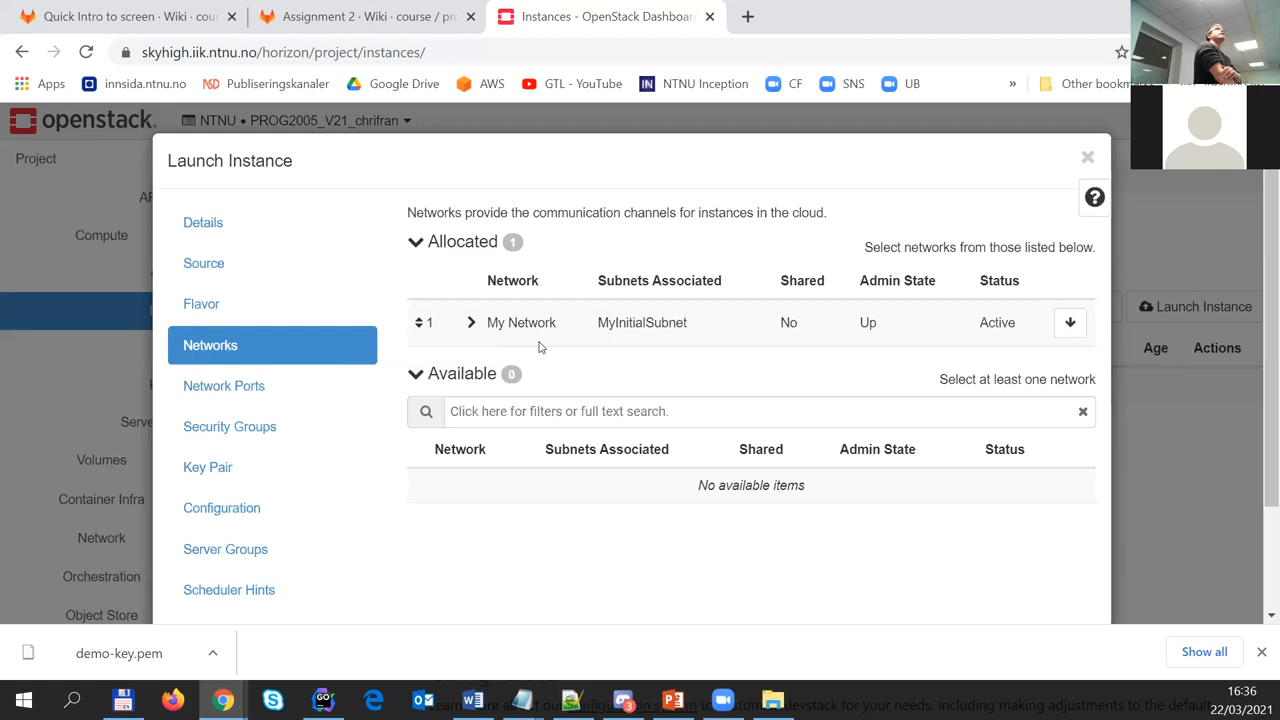 Quick Intro to screen · Wiki · cou
Assignment 2 · Wiki · course / pro
Instances - OpenStack Dashboar
skyhigh.iik.ntnu.no/horizon/project/instances/
Apps innsida.ntnu.no Publiseringskanaler Google Drive AWS GTL - YouTube NTNU Inception CF SNS UB » Other bookm
openstack. NTNU • PROG2005_V21_chrifran
Project
AF
Compute
Serve
Volumes
Container Infra
Network
Orchestration
Object Store
Launch Instance
Details
Source
Flavor
Networks
Network Ports
Security Groups
Key Pair
Configuration
Server Groups
Scheduler Hints
Networks provide the communication channels for instances in the cloud.
Allocated 1
Select networks from those listed below.
Network Subnets Associated Shared Admin State Status
1 My Network MyInitialSubnet No Up Active
Available 0
Select at least one network
Click here for filters or full text search.
Network Subnets Associated Shared Admin State Status
No available items
Launch Instance
Age Actions
demo-key.pem
Show all
16:36
22/03/2021